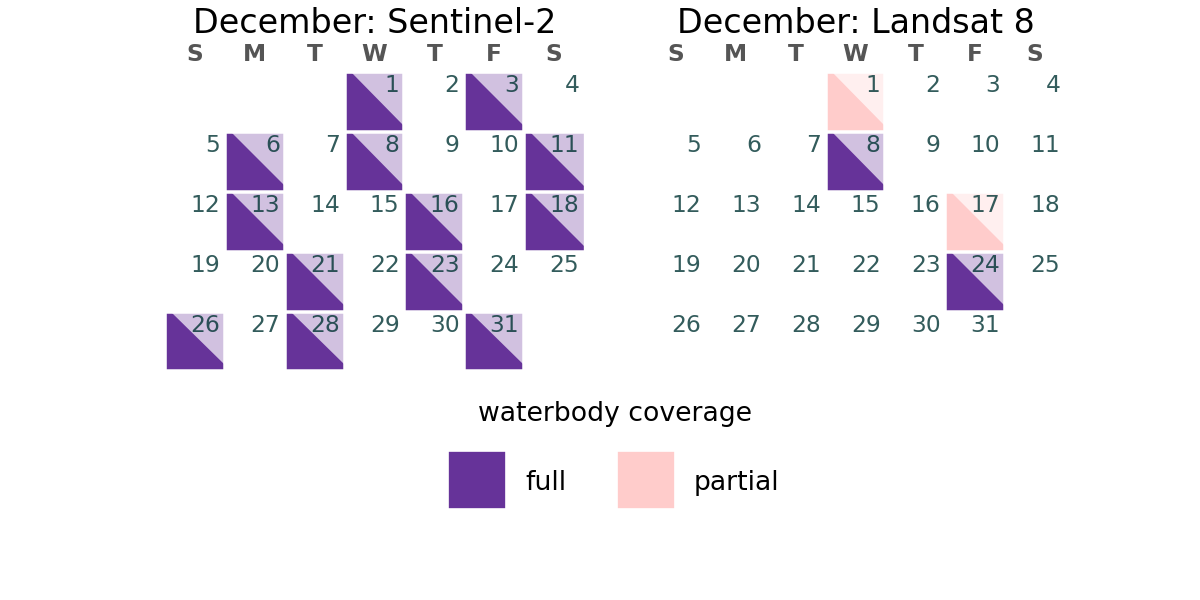 December: Sentinel-2
S M T W T F S
1 2 3 4
5 6 7 8 9 10 11
12 13 14 15 16 17 18
19 20 21 22 23 24 25
26 27 28 29 30 31
December: Landsat 8
S M T W T F S
1 2 3 4
5 6 7 8 9 10 11
12 13 14 15 16 17 18
19 20 21 22 23 24 25
26 27 28 29 30 31
waterbody coverage
full
partial